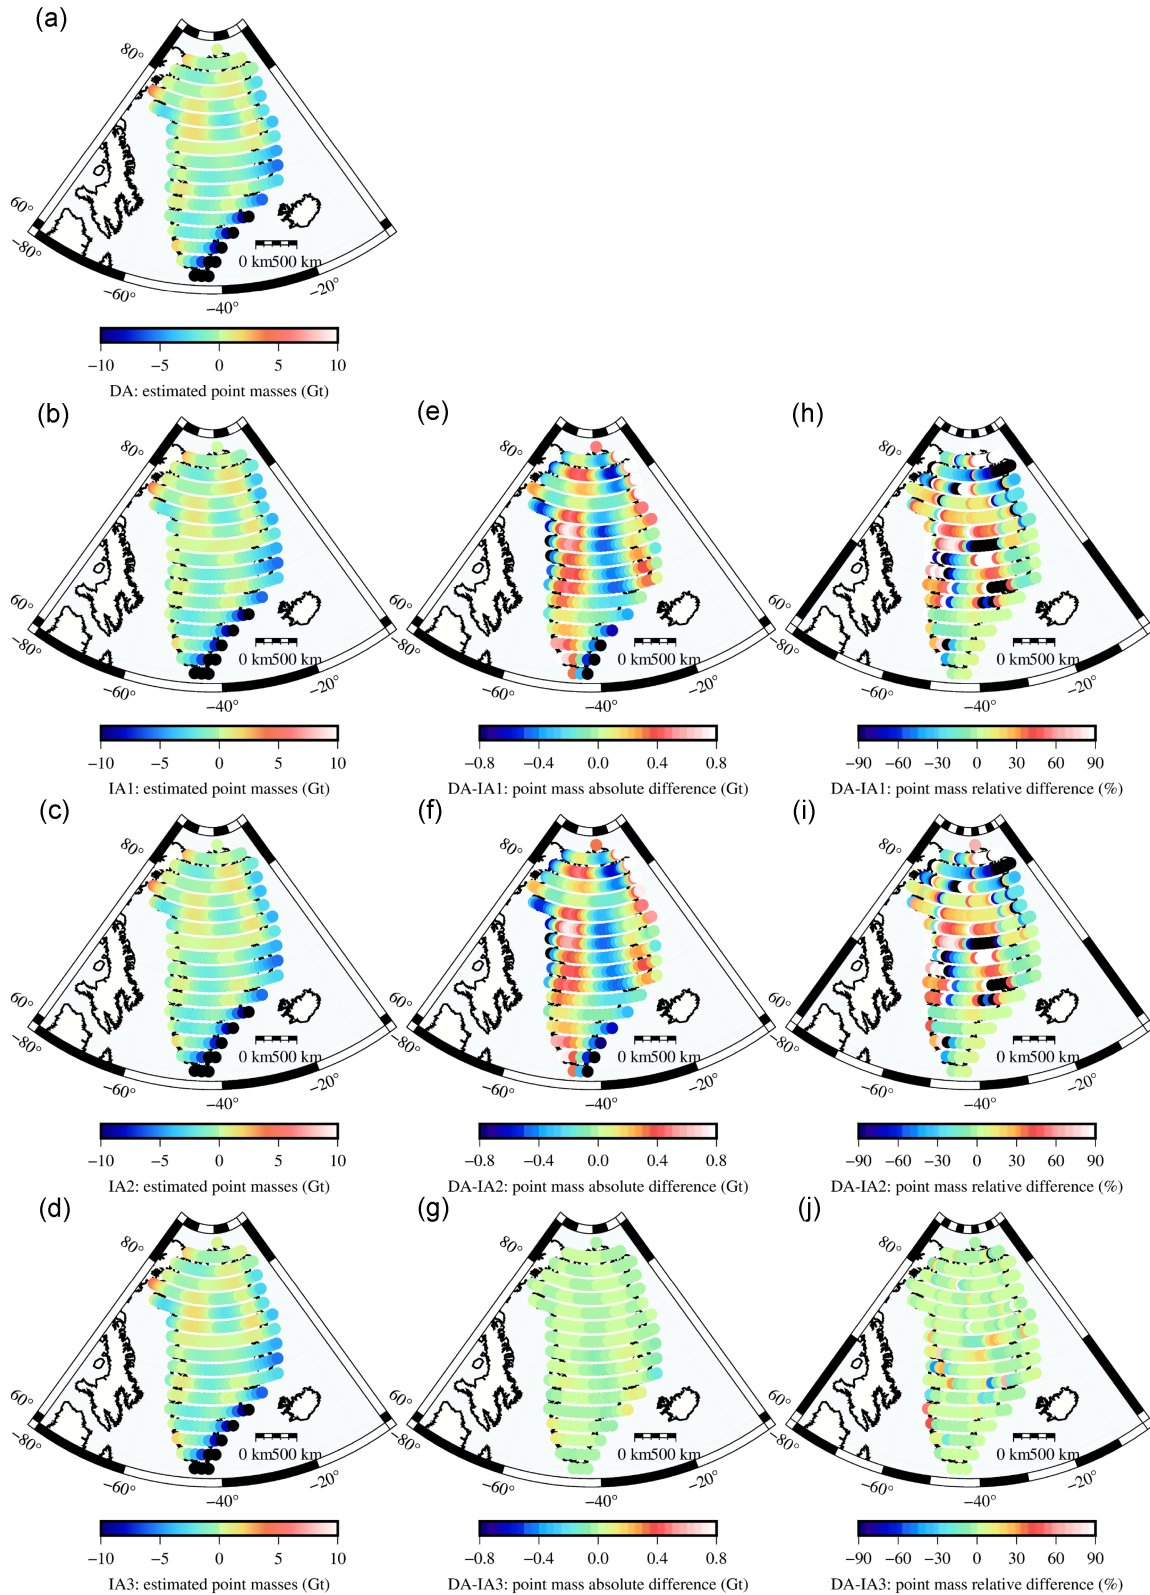 (a)
80°
60°
−80°
−60°
−40°
−20°
0 km500 km
−10 −5 0 5 10
DA: estimated point masses (Gt)
(b) (e) (h)
80° 80° 80°
60° 60° 60°
−80° −80° −80°
0 km500 km 0 km500 km 0 km500 km
−60° −20° −60° −20° −60° −20°
−40° −40° −40°
−10 −5 0 5 10 −0.8 −0.4 0.0 0.4 0.8 −90 −60 −30 0 30 60 90
IA1: estimated point masses (Gt) DA-IA1: point mass absolute difference (Gt) DA-IA1: point mass relative difference (%)
(c) (f) (i)
80° 80° 80°
60° 60° 60°
−80° −80° −80°
0 km500 km 0 km500 km 0 km500 km
−60° −20° −60° −20° −60° −20°
−40° −40° −40°
−10 −5 0 5 10 −0.8 −0.4 0.0 0.4 0.8 −90 −60 −30 0 30 60 90
IA2: estimated point masses (Gt) DA-IA2: point mass absolute difference (Gt) DA-IA2: point mass relative difference (%)
(d) (g) (j)
80° 80° 80°
60° 60° 60°
−80° −80° −80°
0 km500 km 0 km500 km 0 km500 km
−60° −20° −60° −20° −60° −20°
−40° −40° −40°
−10 −5 0 5 10 −0.8 −0.4 0.0 0.4 0.8 −90 −60 −30 0 30 60 90
IA3: estimated point masses (Gt) DA-IA3: point mass absolute difference (Gt) DA-IA3: point mass relative difference (%)